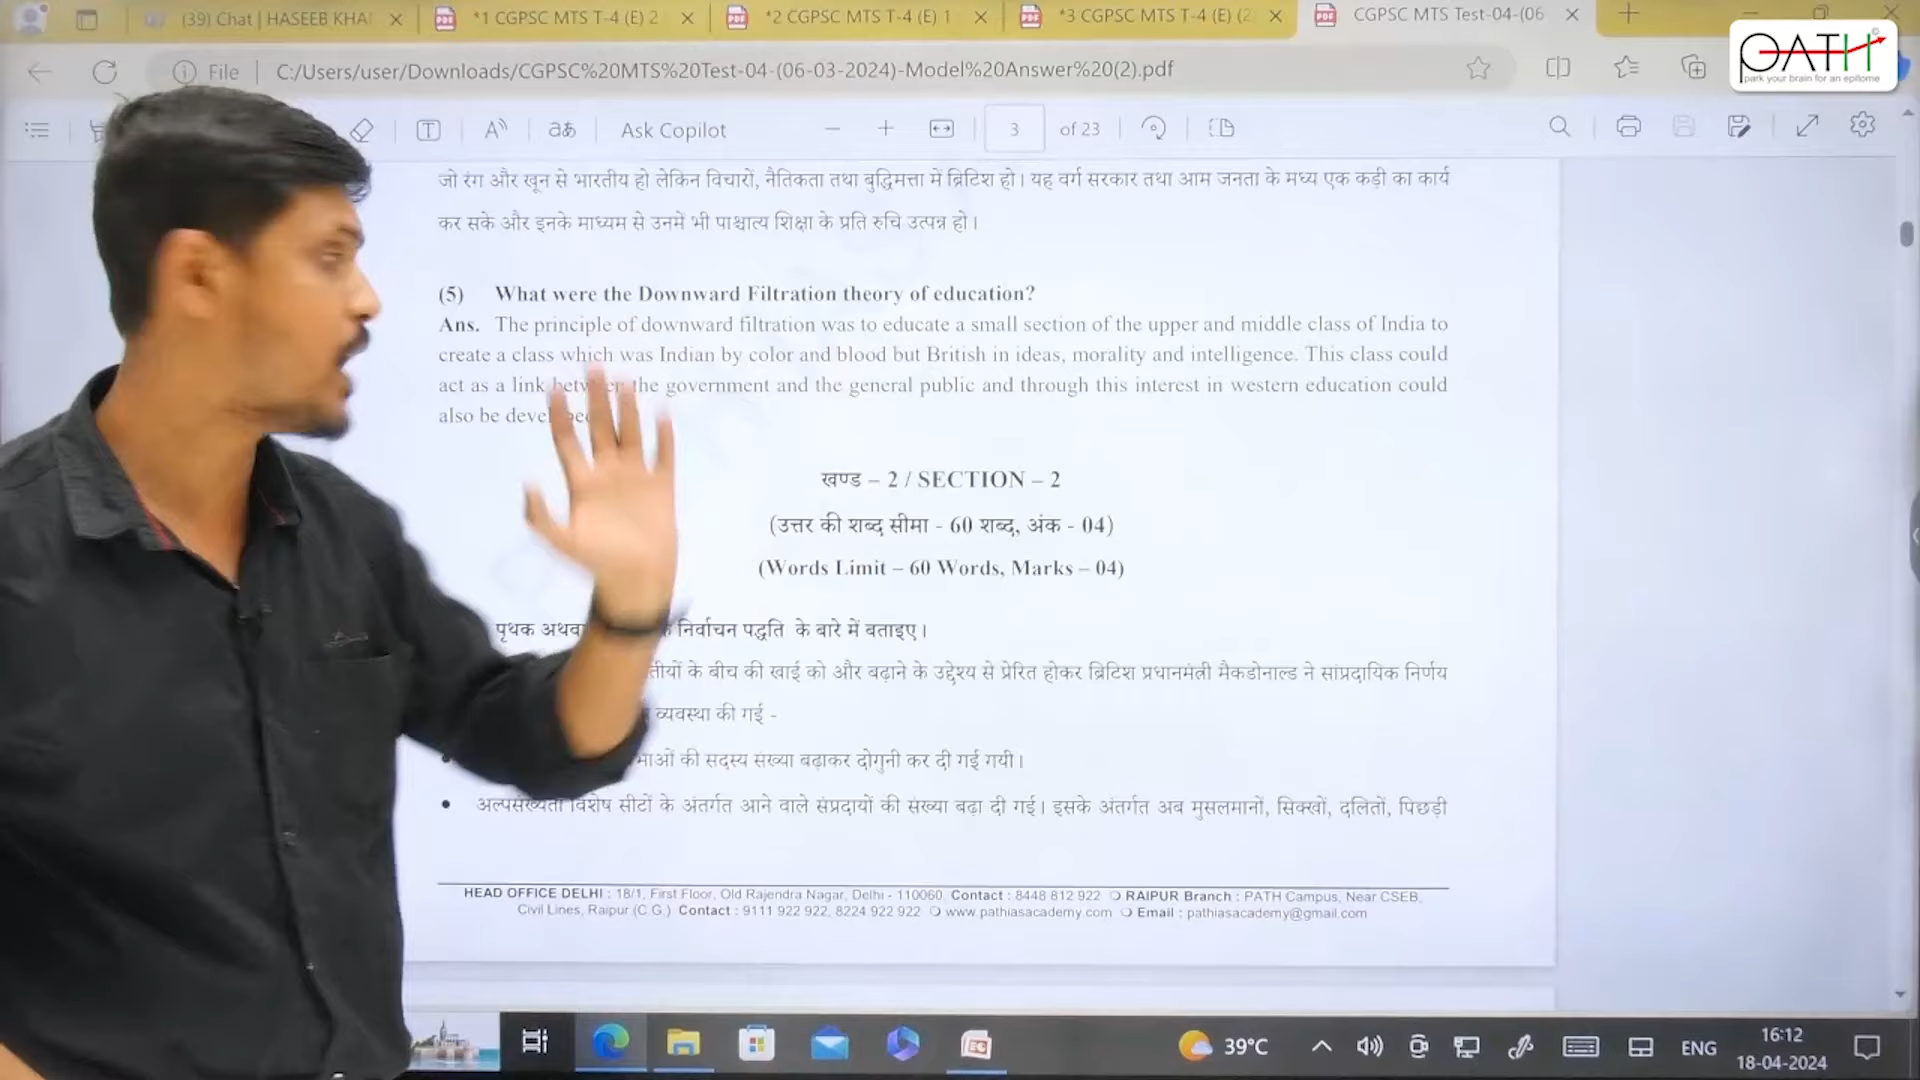 (39) Chat | HASEEB KHA
*1 CGPSC MTS T-4 (E) 2
*2 CGPSC MTS T-4 (E) 1
*3 CGPSC MTS T-4 (E) (2
CGPSC MTS Test-04-(06
PATH
park your brain for an epitome
File
C:/Users/user/Downloads/CGPSC%20MTS%20Test-04-(06-03-2024)-Model%20Answer%20(2).pdf
Ask Copilot
3 of 23
जो रंग और खून से भारतीय हो लेकिन विचारों, नैतिकता तथा बुद्धिमत्ता में ब्रिटिश हो। यह वर्ग सरकार तथा आम जनता के मध्य एक कड़ी का कार्य
कर सके और इनके माध्यम से उनमें भी पाश्चात्य शिक्षा के प्रति रुचि उत्पन्न हो।
(5) What were the Downward Filtration theory of education?
Ans. The principle of downward filtration was to educate a small section of the upper and middle class of India to
create a class which was Indian by color and blood but British in ideas, morality and intelligence. This class could
act as a link between the government and the general public and through this interest in western education could
also be
खण्ड – 2 / SECTION – 2
(उत्तर की शब्द सीमा - 60 शब्द, अंक - 04)
(Words Limit – 60 Words, Marks – 04)
पृथक निर्वाचन पद्धति के बारे में बताइए।
के बीच की खाई को और बढ़ाने के उद्देश्य से प्रेरित होकर ब्रिटिश प्रधानमंत्री मैकडोनाल्ड ने सांप्रदायिक निर्णय
व्यवस्था की गई -
की सदस्य संख्या बढ़ाकर दोगुनी कर दी गई गयी।
• विशेष सीटों के अंतर्गत आने वाले संप्रदायों की संख्या बढ़ा दी गई। इसके अंतर्गत अब मुसलमानों, सिक्खों, दलितों, पिछड़ी
HEAD OFFICE DELHI : 18/1, First Floor, Old Rajendra Nagar, Delhi - 110060, Contact : 8448 812 922 ❍ RAIPUR Branch : PATH Campus, Near CSEB,
Civil Lines, Raipur (C.G.) Contact : 9111 922 922, 8224 922 922 ❍ www.pathiasacademy.com ❍ Email : pathiasacademy@gmail.com
39°C
ENG
16:12
18-04-2024